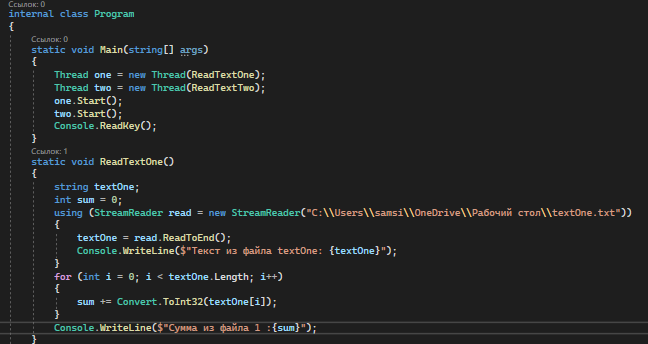 Ссылок: 0
internal class Program
{
Ссылок: 0
static void Main(string[] args)
{
Thread one = new Thread(ReadTextOne);
Thread two = new Thread(ReadTextTwo);
one.Start();
two.Start();
Console.ReadKey();
}
Ссылок: 1
static void ReadTextOne()
{
string textOne;
int sum = 0;
using (StreamReader read = new StreamReader("C:\\Users\\samsi\\OneDrive\\Рабочий стол\\textOne.txt"))
{
textOne = read.ReadToEnd();
Console.WriteLine($"Текст из файла textOne: {textOne}");
}
for (int i = 0; i < textOne.Length; i++)
{
sum += Convert.ToInt32(textOne[i]);
}
Console.WriteLine($"Сумма из файла 1 :{sum}");
}